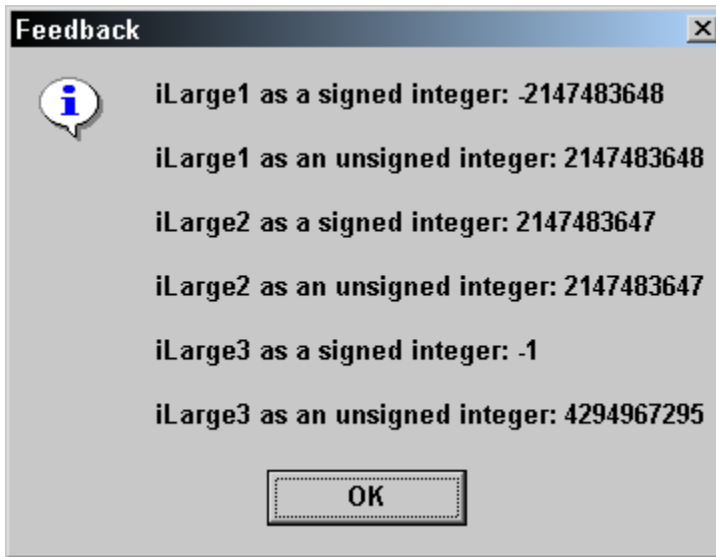 Feedback
iLarge1 as a signed integer: -2147483648
iLarge1 as an unsigned integer: 2147483648
iLarge2 as a signed integer: 2147483647
iLarge2 as an unsigned integer: 2147483647
iLarge3 as a signed integer: -1
iLarge3 as an unsigned integer: 4294967295
OK